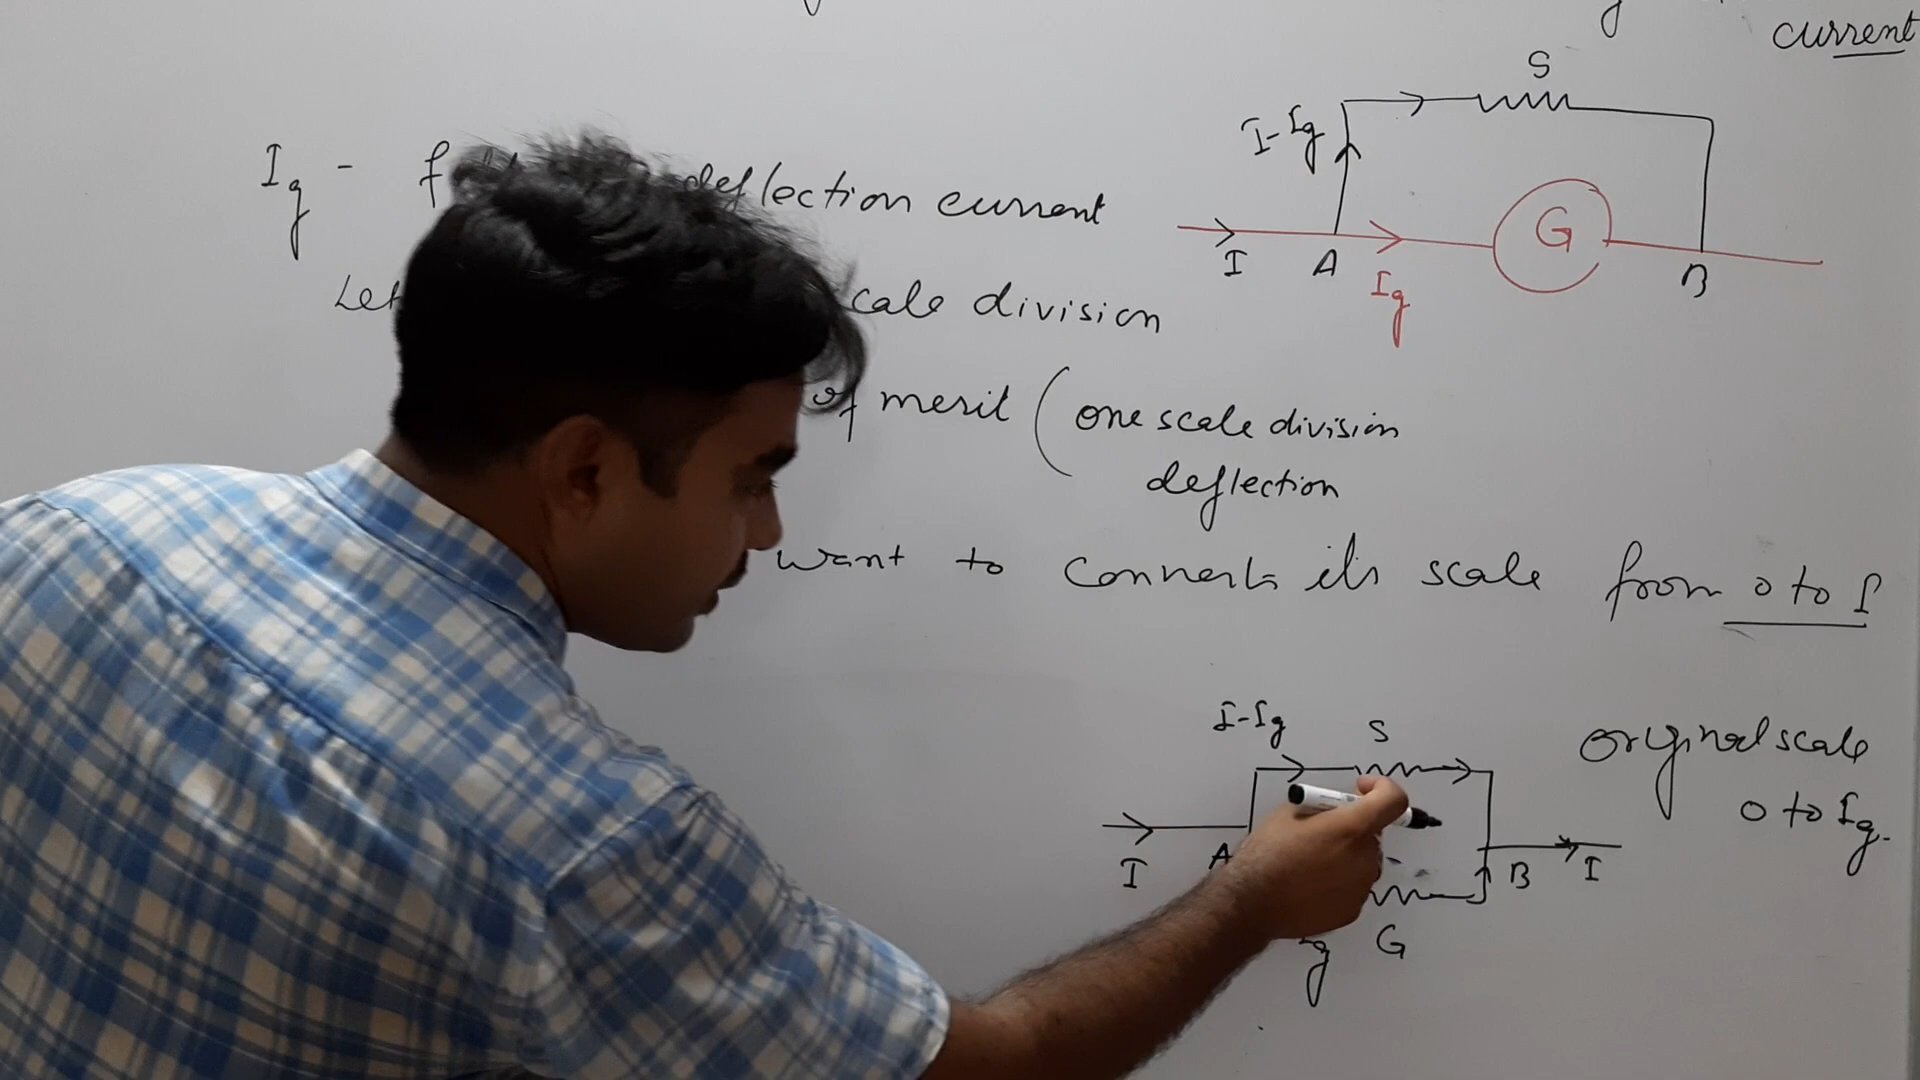 current
S
I-Ig
G
I A Ig B
Ig - deflection current
Let scale division
of merit ( one scale division
deflection
want to converts its scale from 0 to I
I-Ig S
original scale
0 to Ig.
I A B I
G